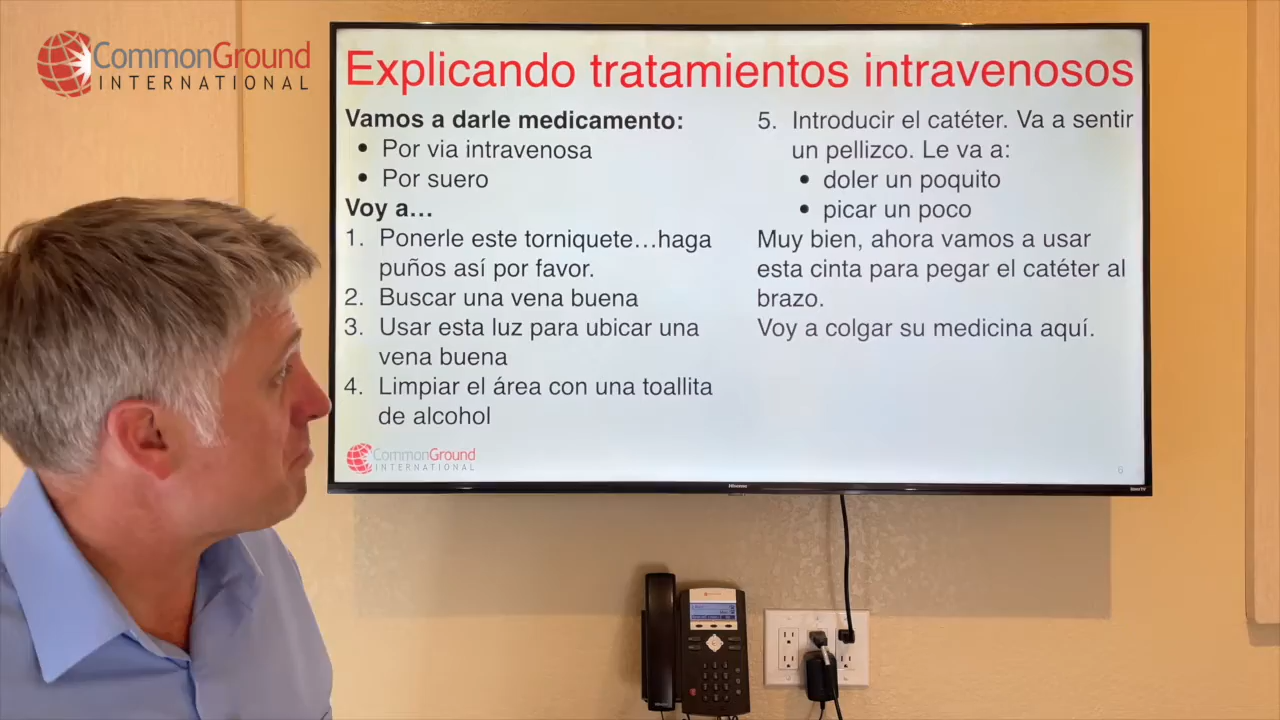 CommonGround
INTERNATIONAL
Explicando tratamientos intravenosos
Vamos a darle medicamento:
• Por via intravenosa
• Por suero
Voy a…
1. Ponerle este torniquete…haga
puños así por favor.
2. Buscar una vena buena
3. Usar esta luz para ubicar una
vena buena
4. Limpiar el área con una toallita
de alcohol
5. Introducir el catéter. Va a sentir
un pellizco. Le va a:
• doler un poquito
• picar un poco
Muy bien, ahora vamos a usar
esta cinta para pegar el catéter al
brazo.
Voy a colgar su medicina aquí.
CommonGround
INTERNATIONAL
6
Hisense